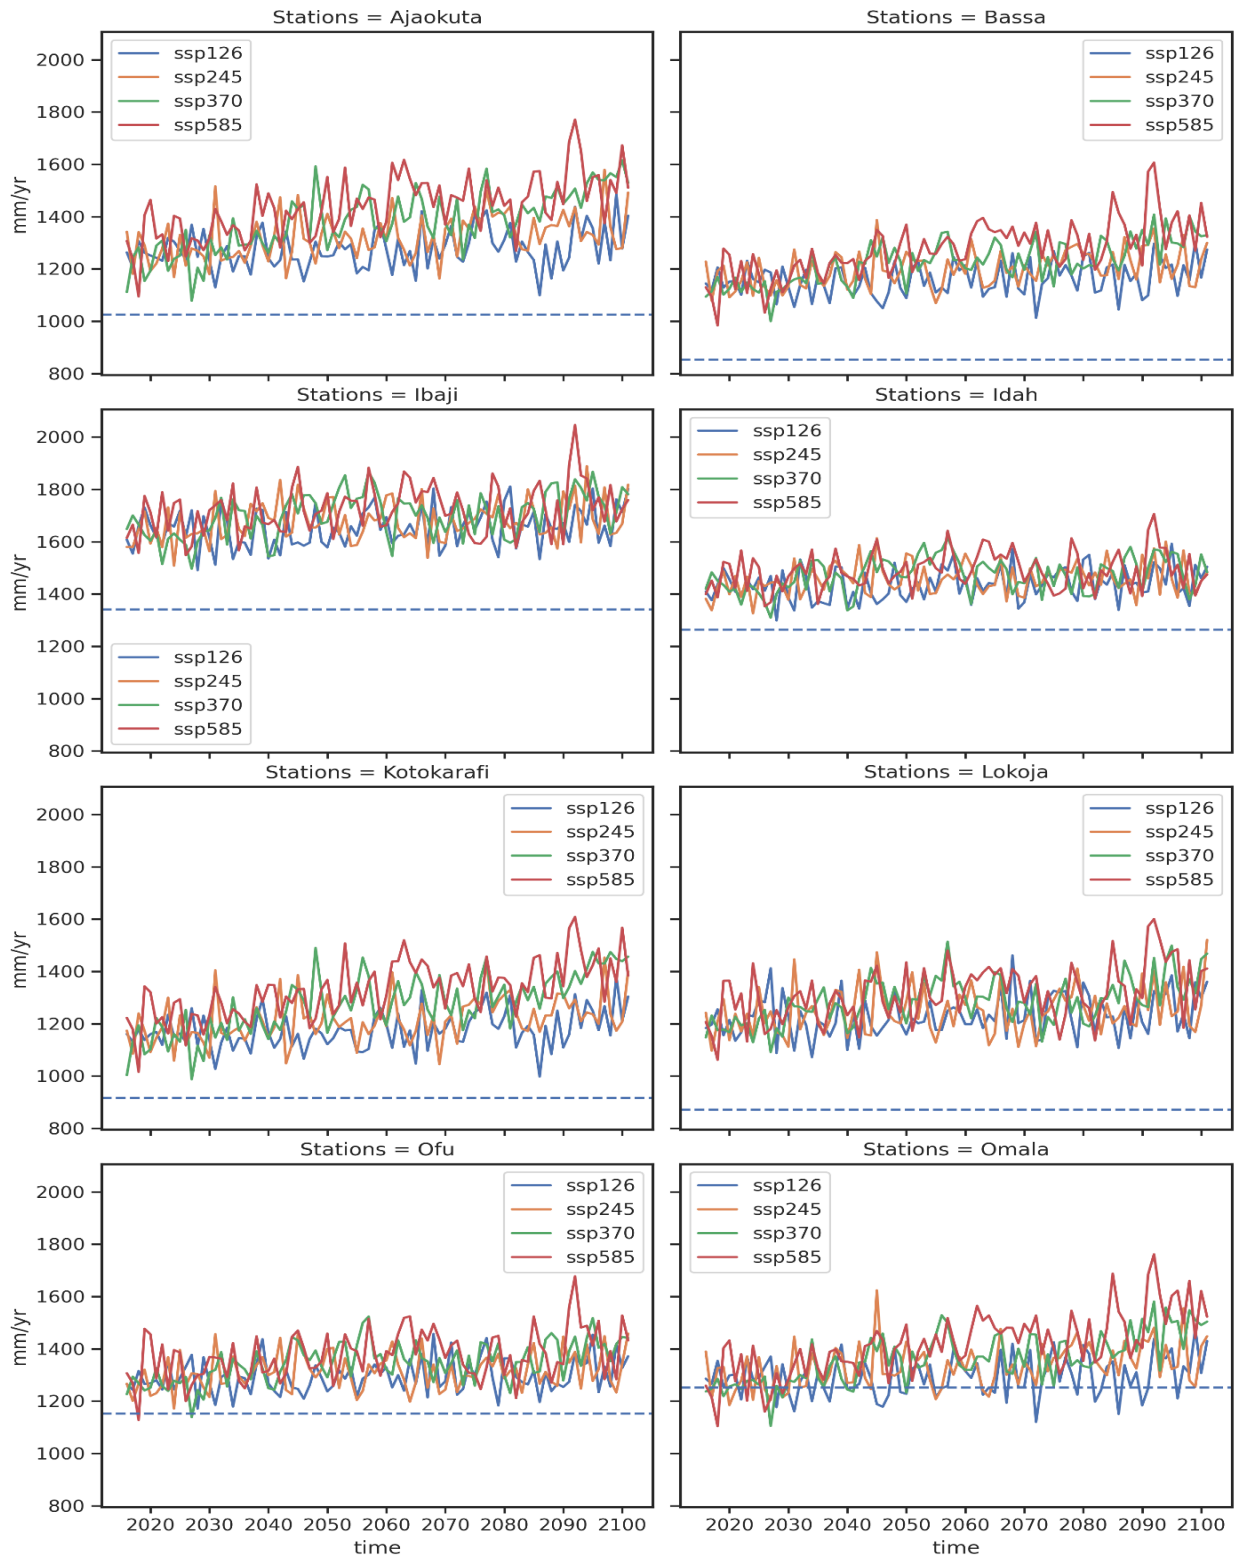 Stations = Ajaokuta
Stations = Bassa
2000
1800
1600
1400
1200
1000
800
mm/yr
ssp126
ssp245
ssp370
ssp585
ssp126
ssp245
ssp370
ssp585
Stations = Ibaji
Stations = Idah
2000
1800
1600
1400
1200
1000
800
mm/yr
ssp126
ssp245
ssp370
ssp585
ssp126
ssp245
ssp370
ssp585
Stations = Kotokarafi
Stations = Lokoja
2000
1800
1600
1400
1200
1000
800
mm/yr
ssp126
ssp245
ssp370
ssp585
ssp126
ssp245
ssp370
ssp585
Stations = Ofu
Stations = Omala
2000
1800
1600
1400
1200
1000
800
mm/yr
ssp126
ssp245
ssp370
ssp585
ssp126
ssp245
ssp370
ssp585
2020 2030 2040 2050 2060 2070 2080 2090 2100
2020 2030 2040 2050 2060 2070 2080 2090 2100
time
time